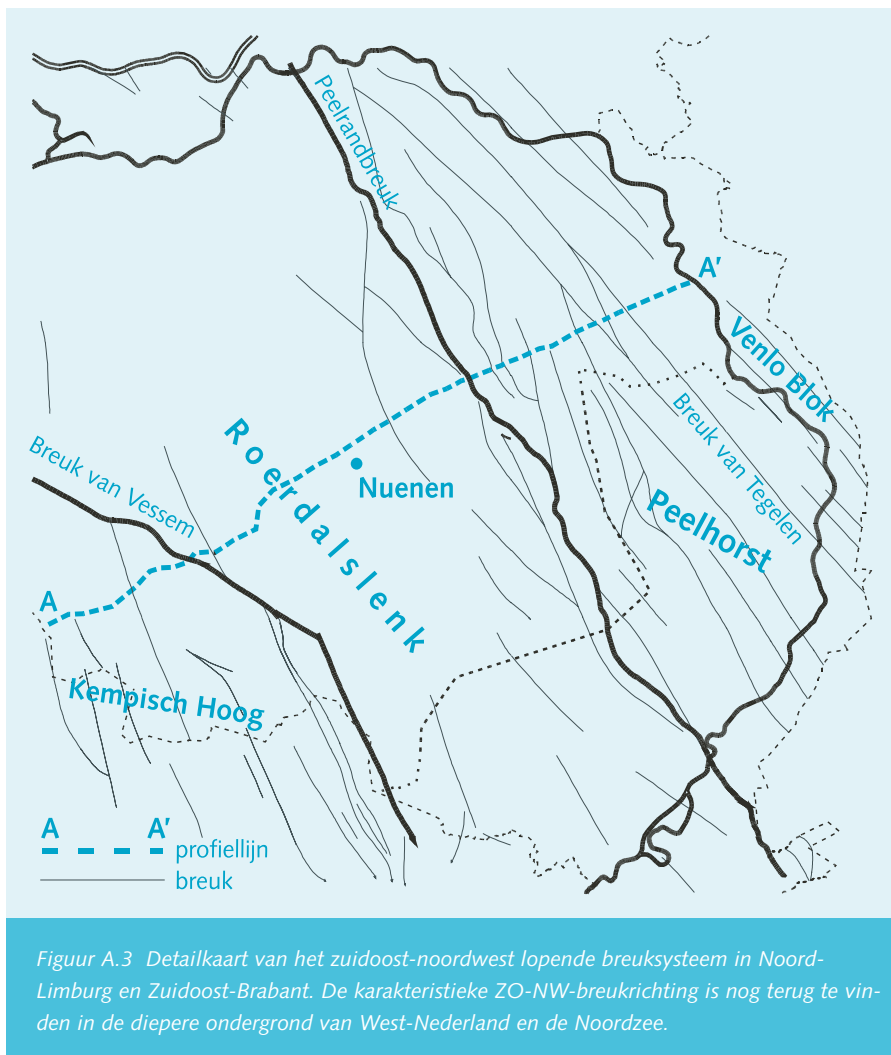 Peelrandbreuk
A'
Venlo Blok
Breuk van Tegelen
Roerdalslenk
Breuk van Vessem
Nuenen
Peelhorst
A
Kempisch Hoog
A A'
profiellijn
breuk
Figuur A.3 Detailkaart van het zuidoost-noordwest lopende breuksysteem in Noord-
Limburg en Zuidoost-Brabant. De karakteristieke ZO-NW-breukrichting is nog terug te vin-
den in de diepere ondergrond van West-Nederland en de Noordzee.